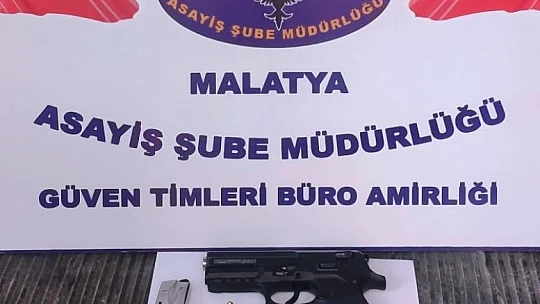 ASAYİŞ ŞUBE MÜDÜRLÜĞÜ
MALATYA
ASAYİŞ ŞUBE MÜDÜRLÜĞÜ
GÜVEN TİMLERİ BÜRO AMİRLİĞİ